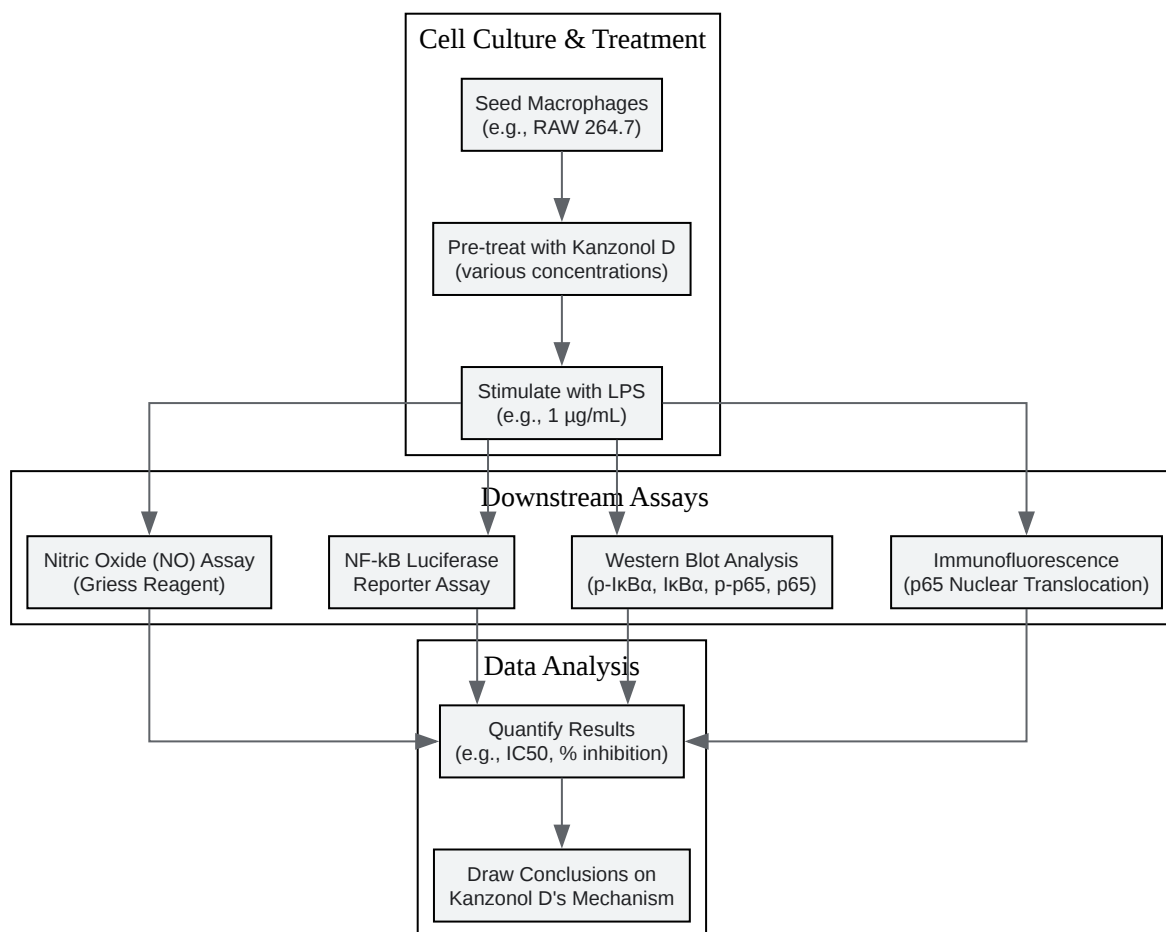 Cell Culture & Treatment
Seed Macrophages
(e.g., RAW 264.7)
Pre-treat with Kanzonol D
(various concentrations)
Stimulate with LPS
(e.g., 1 µg/mL)
Downstream Assays
Nitric Oxide (NO) Assay
(Griess Reagent)
NF-kB Luciferase
Reporter Assay
Western Blot Analysis
(p-IκBα, IκBα, p-p65, p65)
Immunofluorescence
(p65 Nuclear Translocation)
Data Analysis
Quantify Results
(e.g., IC50, % inhibition)
Draw Conclusions on
Kanzonol D's Mechanism